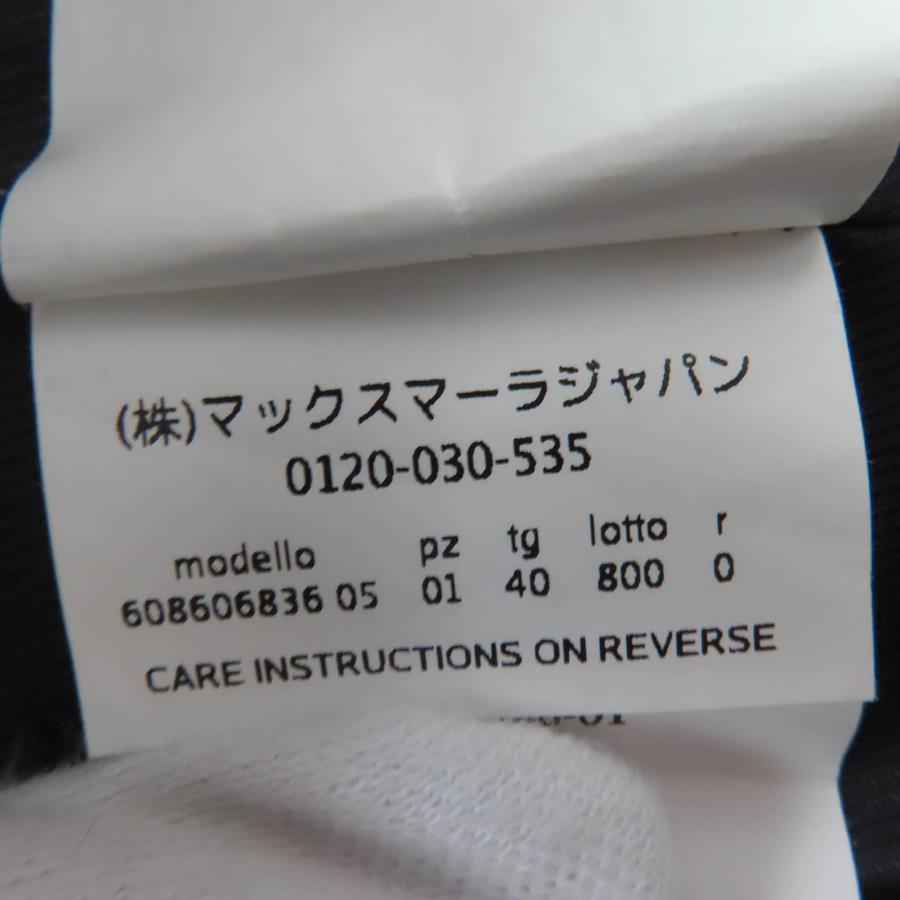 (株)マックスマーラジャパン
0120-030-535
modello pz tg lotto r
608606836 05 01 40 800 0
CARE INSTRUCTIONS ON REVERSE